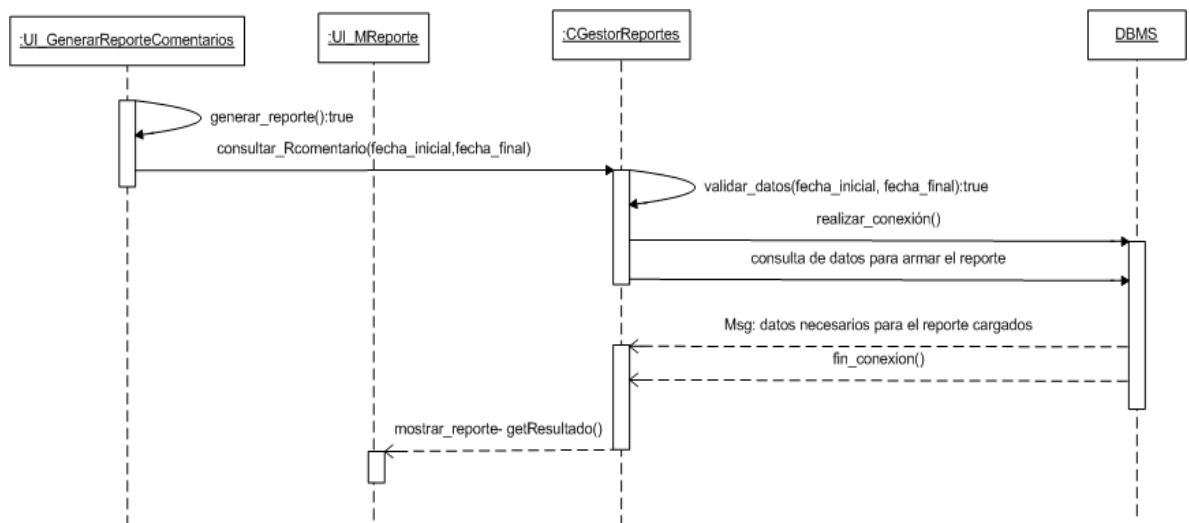 :UI_GenerarReporteComentarios
:UI_MReporte
:CGestorReportes
DBMS
generar_reporte():true
consultar_Rcomentario(fecha_inicial,fecha_final)
validar_datos(fecha_inicial, fecha_final):true
realizar_conexión()
consulta de datos para armar el reporte
Msg: datos necesarios para el reporte cargados
fin_conexion()
mostrar_reporte- getResultado()